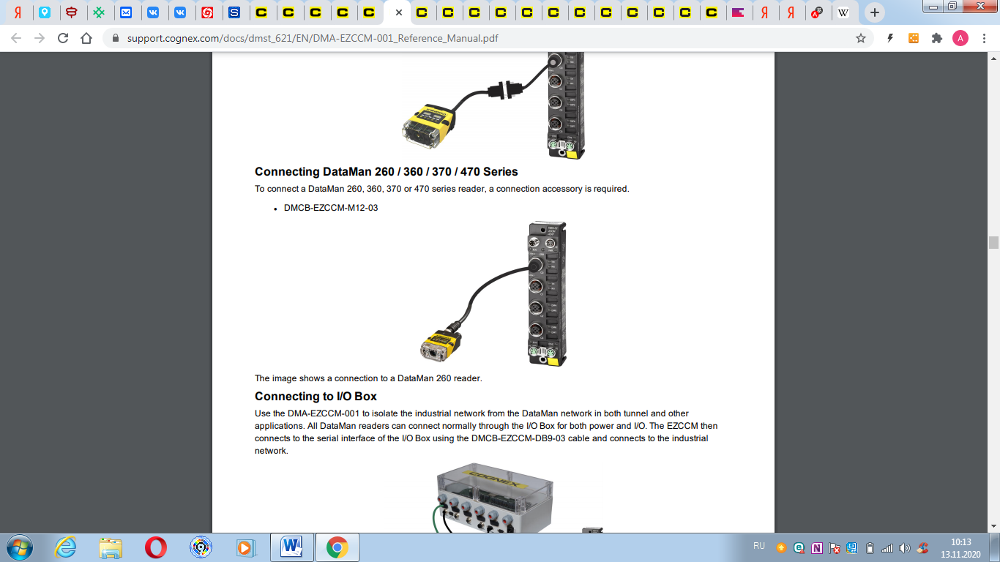 support.cognex.com/docs/dmst_621/EN/DMA-EZCCM-001_Reference_Manual.pdf
A
Connecting DataMan 260 / 360 / 370 / 470 Series
To connect a DataMan 260, 360, 370 or 470 series reader, a connection accessory is required.
• DMCB-EZCCM-M12-03
The image shows a connection to a DataMan 260 reader.
Connecting to I/O Box
Use the DMA-EZCCM-001 to isolate the industrial network from the DataMan network in both tunnel and other
applications. All DataMan readers can connect normally through the I/O Box for both power and I/O. The EZCCM then
connects to the serial interface of the I/O Box using the DMCB-EZCCM-DB9-03 cable and connects to the industrial
network.
COGNEX
RU
10:13
13.11.2020